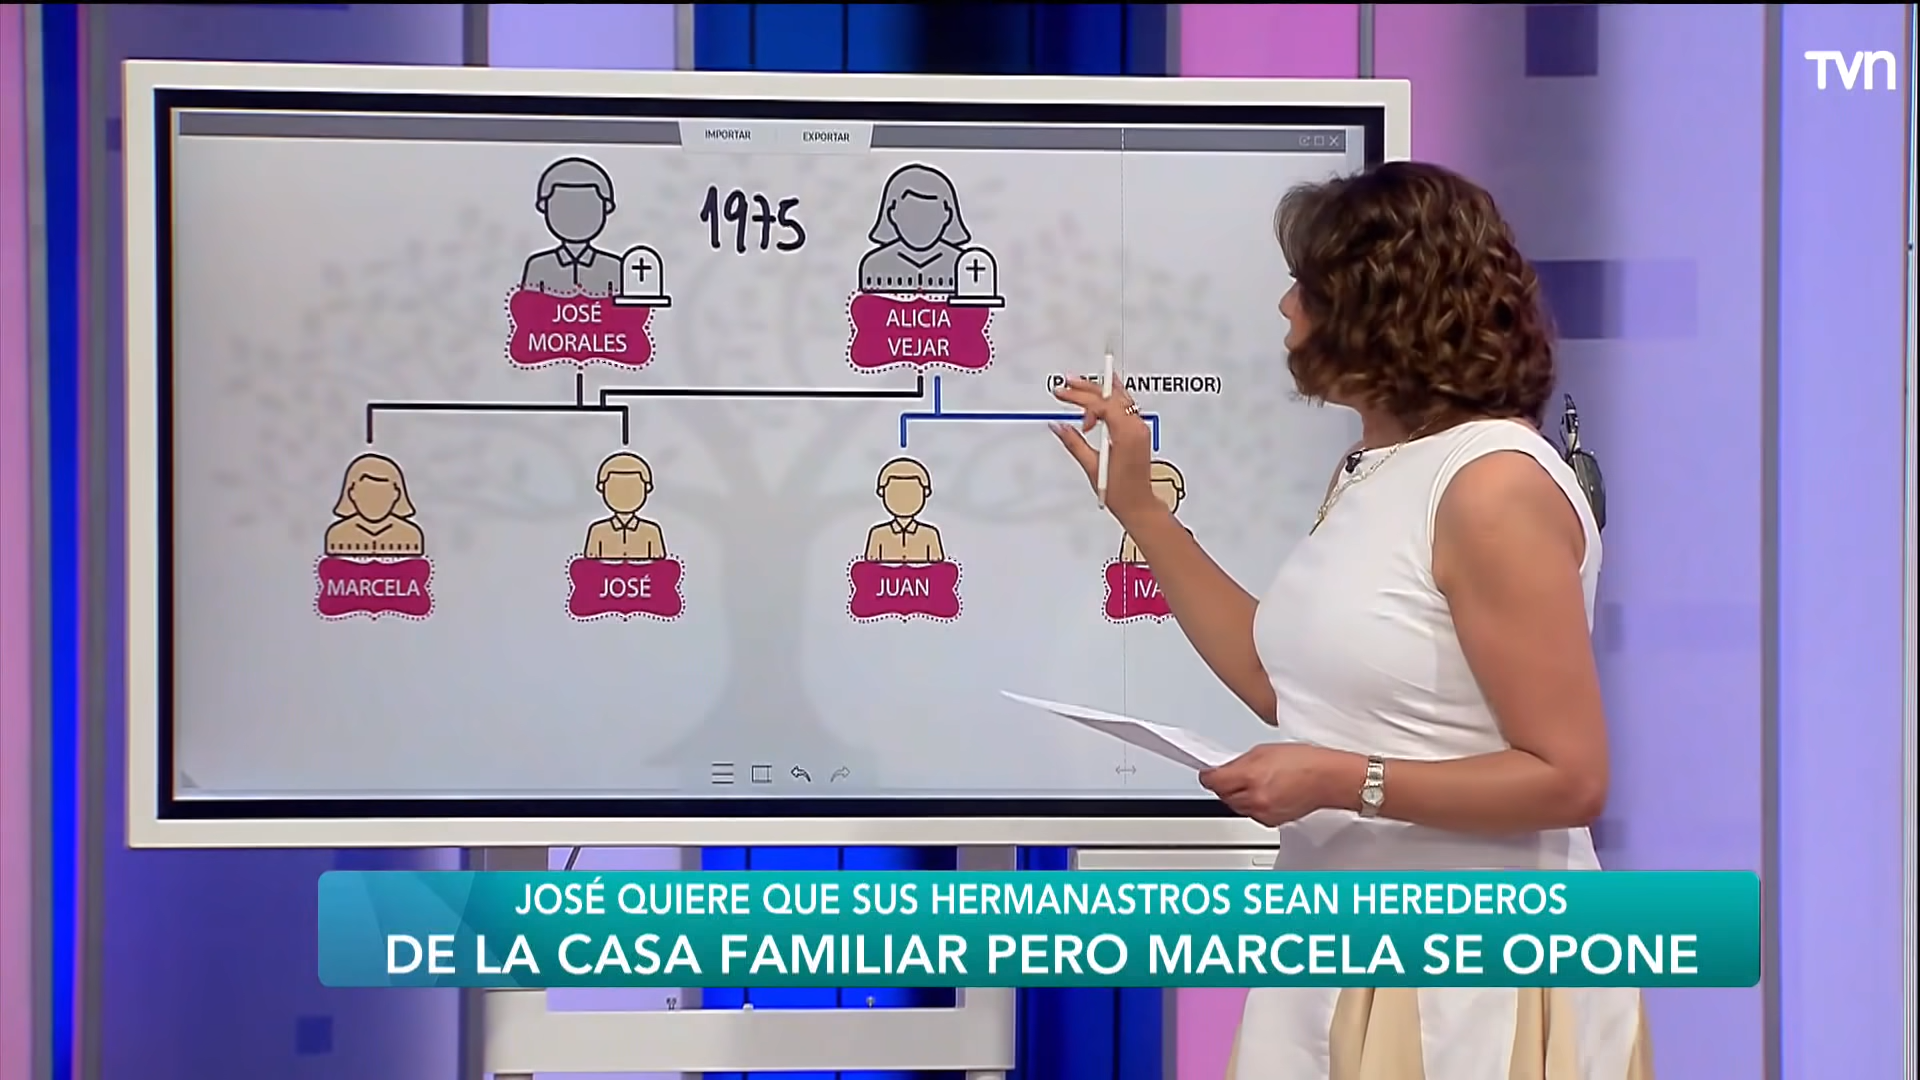 TVN
IMPORTAR
EXPORTAR
1975
JOSÉ
MORALES
ALICIA
VEJAR
ANTERIOR)
MARCELA
JOSÉ
JUAN
JOSÉ QUIERE QUE SUS HERMANASTROS SEAN HEREDEROS
DE LA CASA FAMILIAR PERO MARCELA SE OPONE